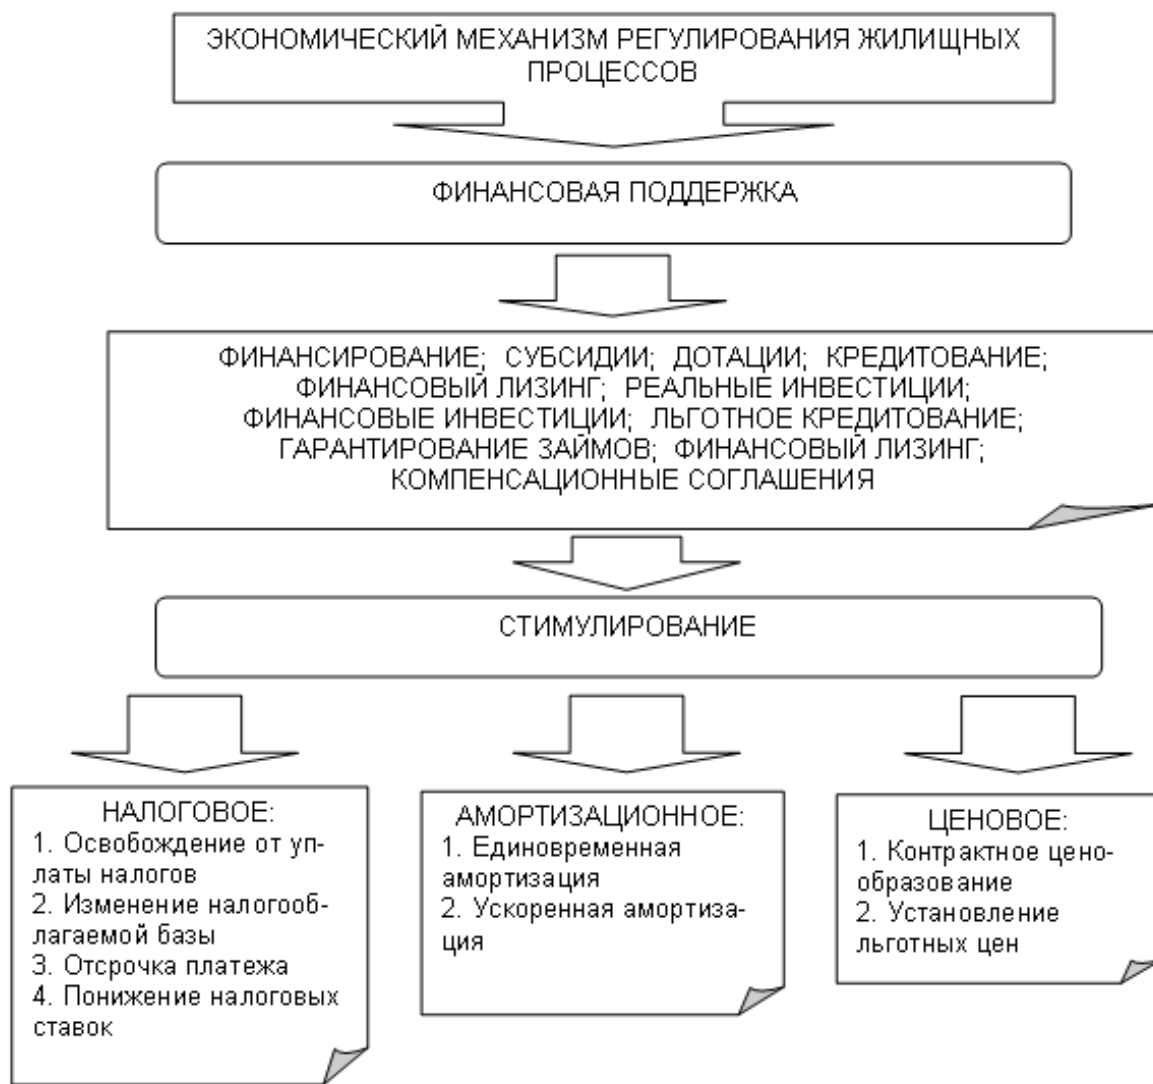 ЭКОНОМИЧЕСКИЙ МЕХАНИЗМ РЕГУЛИРОВАНИЯ ЖИЛИЩНЫХ
ПРОЦЕССОВ
ФИНАНСОВАЯ ПОДДЕРЖКА
ФИНАНСИРОВАНИЕ; СУБСИДИИ; ДОТАЦИИ; КРЕДИТОВАНИЕ;
ФИНАНСОВЫЙ ЛИЗИНГ; РЕАЛЬНЫЕ ИНВЕСТИЦИИ;
ФИНАНСОВЫЕ ИНВЕСТИЦИИ; ЛЬГОТНОЕ КРЕДИТОВАНИЕ;
ГАРАНТИРОВАНИЕ ЗАЙМОВ; ФИНАНСОВЫЙ ЛИЗИНГ;
КОМПЕНСАЦИОННЫЕ СОГЛАШЕНИЯ
СТИМУЛИРОВАНИЕ
НАЛОГОВОЕ:
1. Освобождение от уп-
латы налогов
2. Изменение налогооб-
лагаемой базы
3. Отсрочка платежа
4. Понижение налоговых
ставок
АМОРТИЗАЦИОННОЕ:
1. Единовременная
амортизация
2. Ускоренная амортиза-
ция
ЦЕНОВОЕ:
1. Контрактное цено-
образование
2. Установление
льготных цен